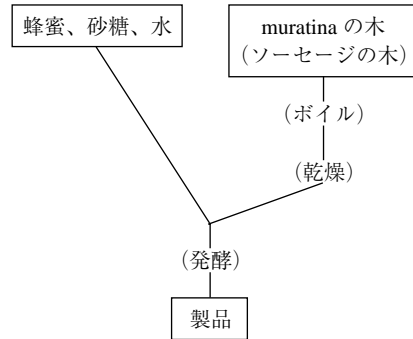 蜂蜜、砂糖、水
muratina の木
（ソーセージの木）
（ボイル）
（乾燥）
（発酵）
製品